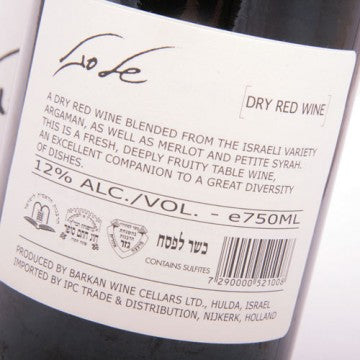 [DRY RED WINE]
A DRY RED WINE BLENDED FROM THE ISRAELI VARIETY
ARGAMAN, AS WELL AS MERLOT AND PETITE SYRAH.
THIS IS A FRESH, DEEPLY FRUITY TABLE WINE,
AN EXCELLENT COMPANION TO A GREAT DIVERSITY
OF DISHES.
12% ALC./VOL. - e750ML
כשר לפסח
CONTAINS SULFITES
7290000521008
PRODUCED BY BARKAN WINE CELLARS LTD., HULDA, ISRAEL
IMPORTED BY IPC TRADE & DISTRIBUTION, NIJKERK, HOLLAND